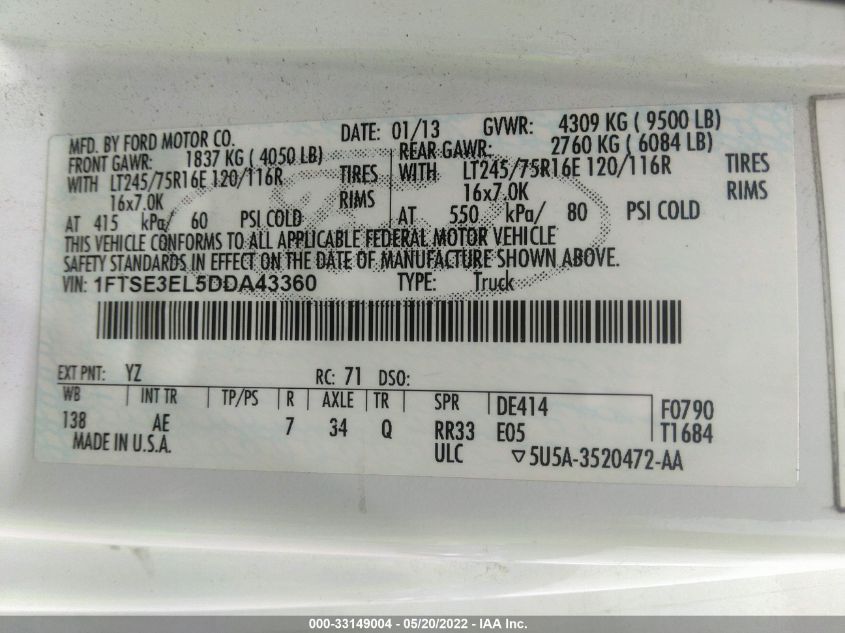 MFD. BY FORD MOTOR CO. DATE: 01/13 GVWR: 4309 KG ( 9500 LB)
FRONT GAWR: 1837 KG ( 4050 LB) REAR GAWR: 2760 KG ( 6084 LB)
WITH LT245/75R16E 120/116R TIRES WITH LT245/75R16E 120/116R TIRES
16x7.0K RIMS 16x7.0K RIMS
AT 415 kPa/ 60 PSI COLD AT 550 kPa/ 80 PSI COLD
THIS VEHICLE CONFORMS TO ALL APPLICABLE FEDERAL MOTOR VEHICLE
SAFETY STANDARDS IN EFFECT ON THE DATE OF MANUFACTURE SHOWN ABOVE.
VIN: 1FTSE3EL5DDA43360 TYPE: Truck
EXT PNT: YZ RC: 71 DSO:
WB INT TR TP/PS R AXLE TR SPR DE414 F0790
138 AE 7 34 Q RR33 E05 T1684
MADE IN U.S.A. ULC ▽5U5A-3520472-AA
000-33149004 - 05/20/2022 - IAA Inc.